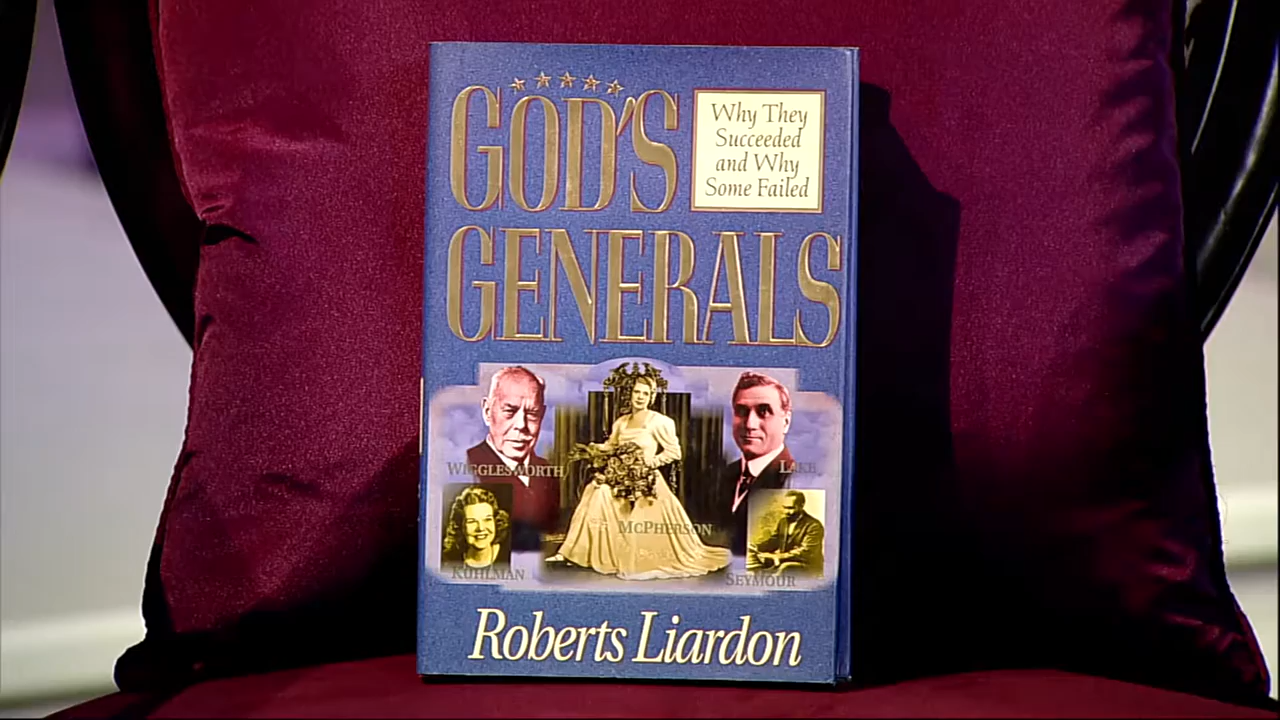 GOD'S
GENERALS
Why They
Succeeded
and Why
Some Failed
WIGGLESWORTH
LAKE
MCPHERSON
KUHLMAN
SEYMOUR
Roberts Liardon